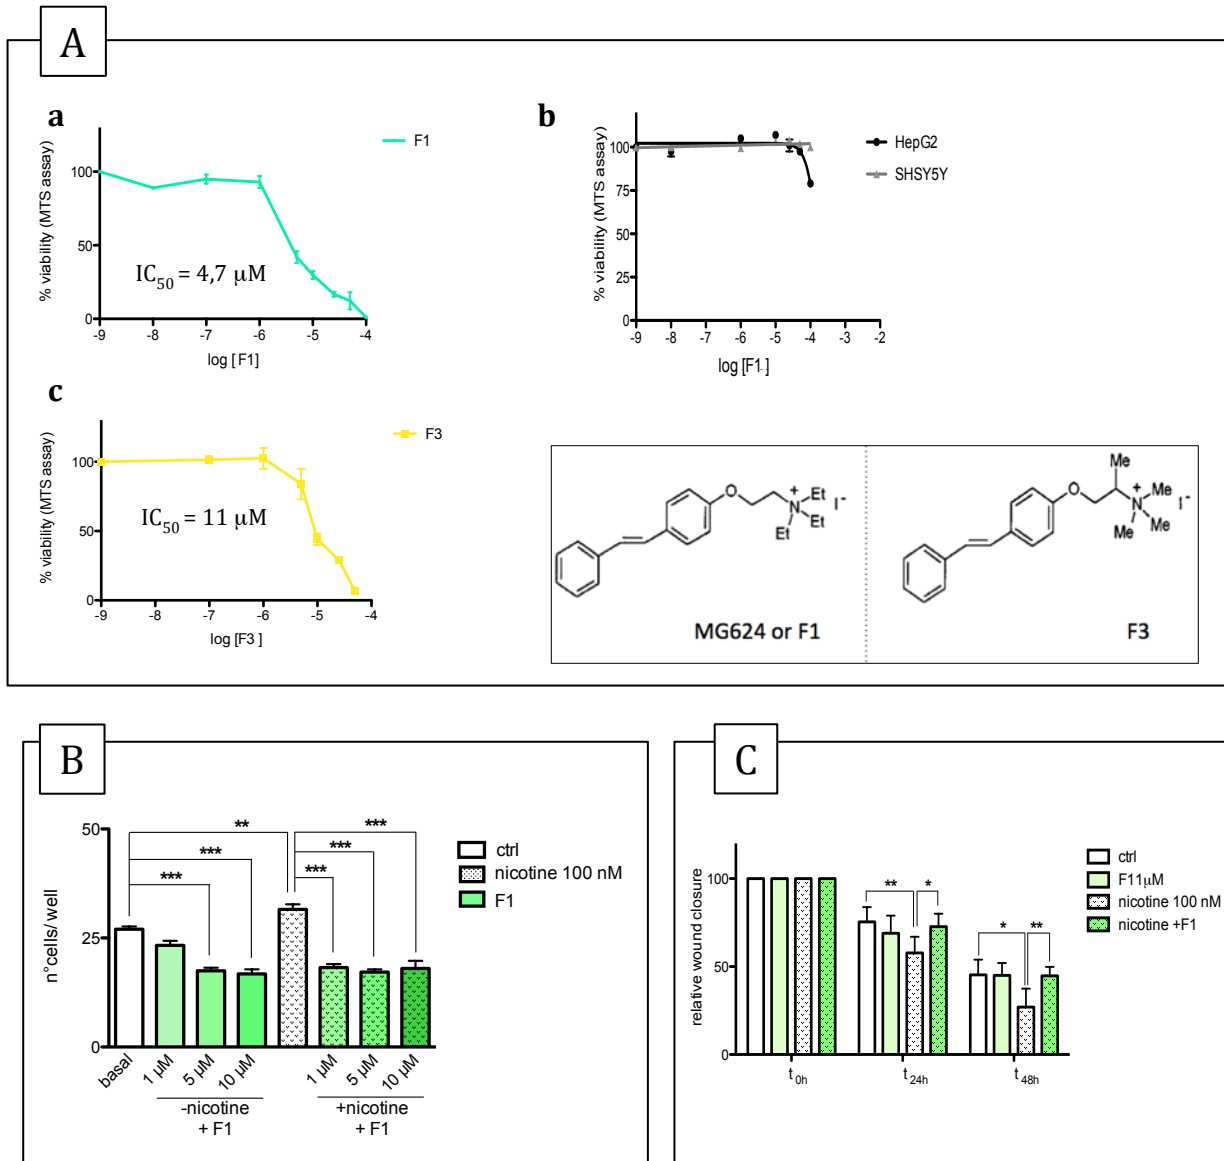 A
a
% viability (MTS assay)
100
50
0
-9 -8 -7 -6 -5 -4
log [F1]
IC50 = 4,7 µM
F1
b
% viability (MTS assay)
100
75
50
25
0
-9 -8 -7 -6 -5 -4 -3 -2
log [F1.]
HepG2
SHSY5Y
c
% viability (MTS assay)
100
50
0
-9 -8 -7 -6 -5 -4
log [F3 ]
IC50 = 11 µM
F3
O
N
+
Et
Et
Et
I-
MG624 or F1
Me
O
N
+
Me
Me
Me
I-
F3
B
n°cells/ well
50
25
0
** ***
*** ***
*** ***
ctrl
nicotine 100 nM
F1
basal 1 µM 5 µM 10 µM 1 µM 5 µM 10 µM
-nicotine +nicotine
+ F1 + F1
C
relative wound closure
100
50
0
** *
* **
ctrl
F11µM
nicotine 100 nM
nicotine +F1
t 0h t 24h t 48h